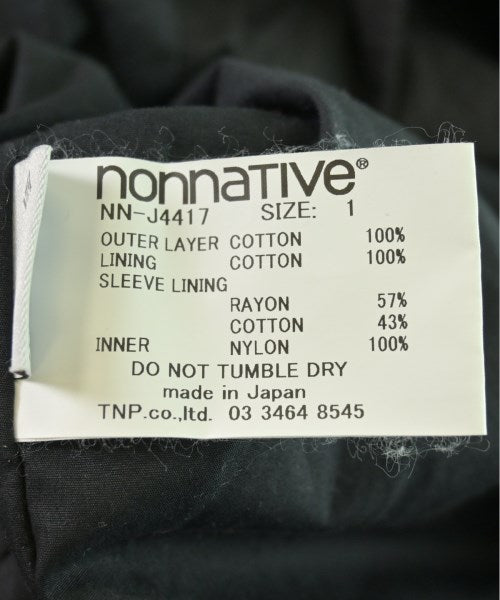 nonnative®
NN-J4417 SIZE: 1
OUTER LAYER COTTON 100%
LINING COTTON 100%
SLEEVE LINING
RAYON 57%
COTTON 43%
INNER NYLON 100%
DO NOT TUMBLE DRY
made in Japan
TNP.co.,ltd. 03 3464 8545